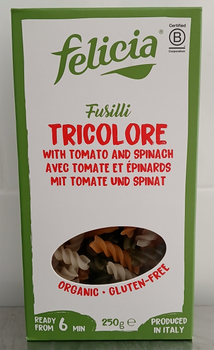 felicia®
Certified
B
Corporation
Fusilli
TRICOLORE
WITH TOMATO AND SPINACH
AVEC TOMATE ET ÉPINARDS
MIT TOMATE UND SPINAT
ORGANIC • GLUTEN-FREE
READY FROM 6 MIN
250g e
PRODUCED IN ITALY